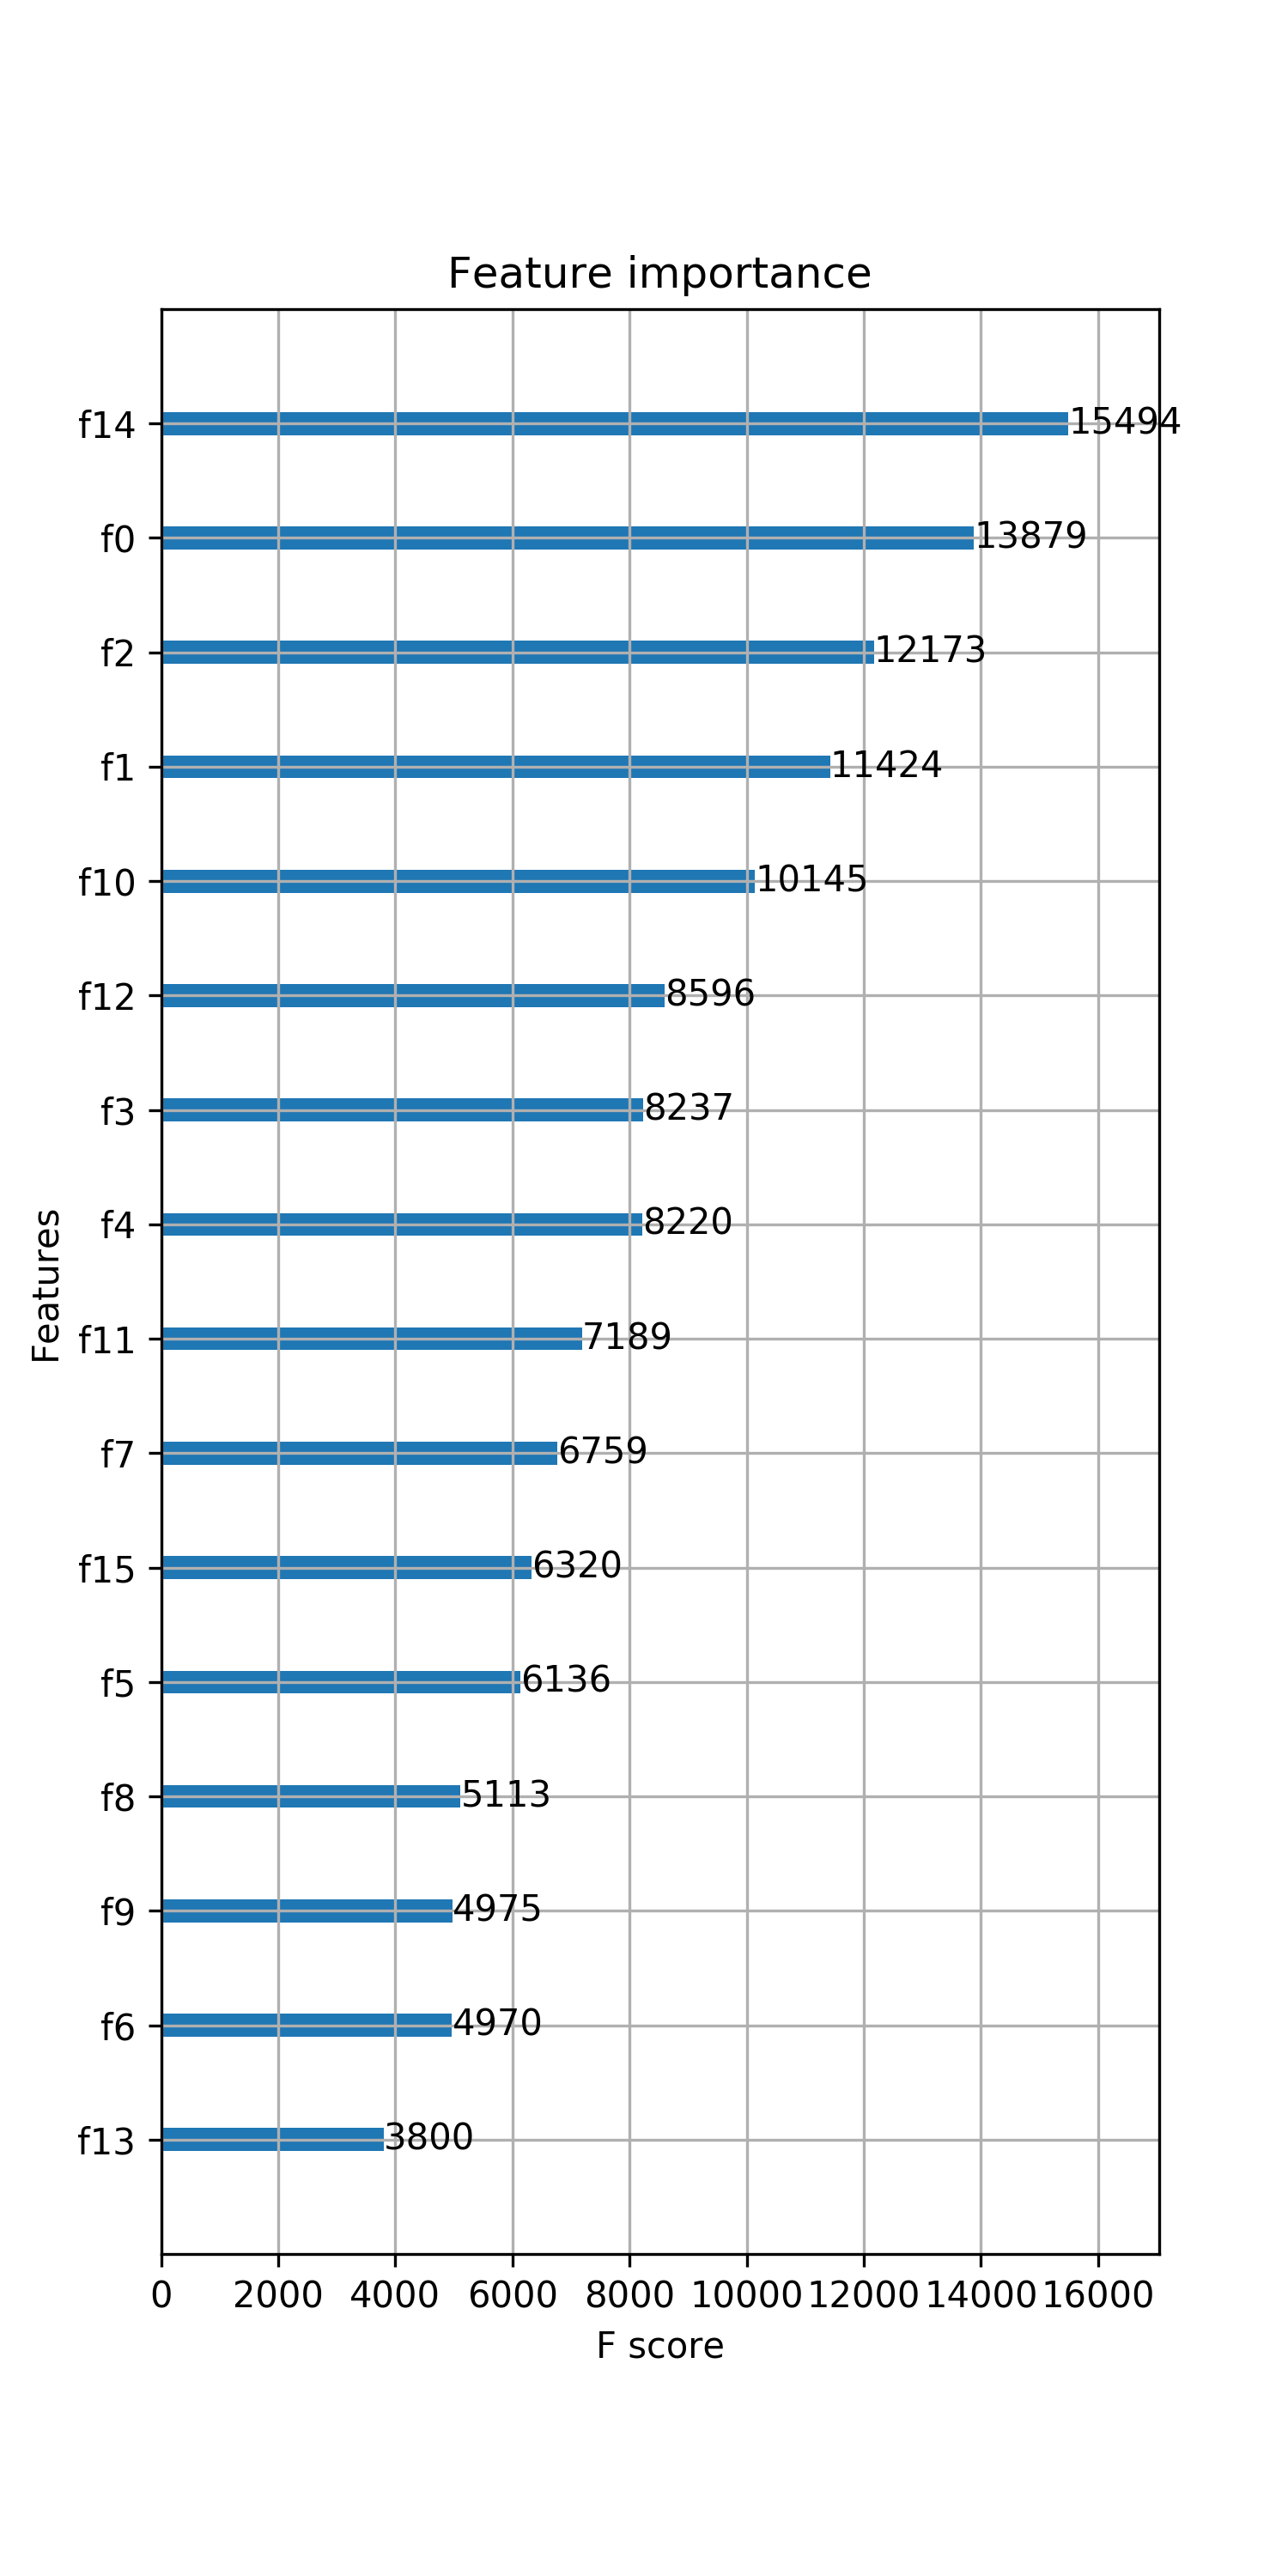 Feature importance
f14 15494
f0 13879
f2 12173
f1 11424
f10 10145
f12 8596
f3 8237
f4 8220
f11 7189
f7 6759
f15 6320
f5 6136
f8 5113
f9 4975
f6 4970
f13 3800
Features
0 2000 4000 6000 8000 10000 12000 14000 16000
F score